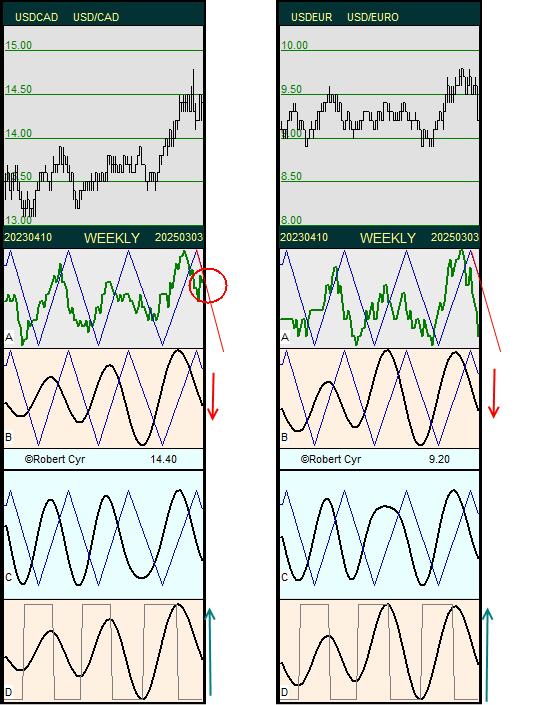 USDCAD USD/CAD
15.00
14.50
14.00
13.50
13.00
20230410 WEEKLY 20250303
A
B
©Robert Cyr 14.40
C
D
USDEUR USD/EURO
10.00
9.50
9.00
8.50
8.00
20230410 WEEKLY 20250303
A
B
©Robert Cyr 9.20
C
D